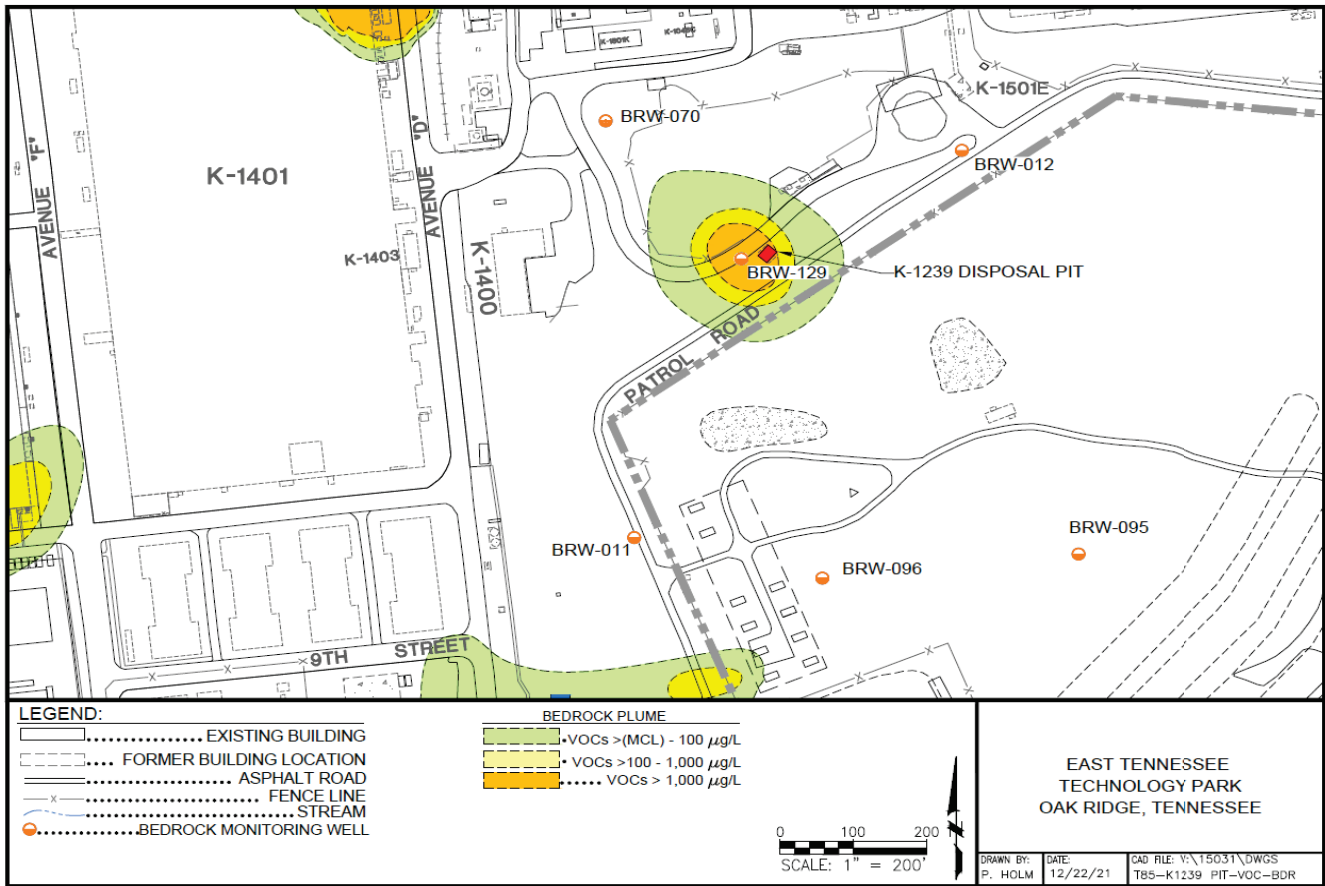 K-1801K
K-1501E
BRW-070
BRW-012
AVENUE "F"
K-1401
AVENUE "D"
K-1403
K-1400
BRW-129
K-1239 DISPOSAL PIT
PATROL ROAD
BRW-011
BRW-096
BRW-095
9TH STREET
LEGEND:
EXISTING BUILDING
FORMER BUILDING LOCATION
ASPHALT ROAD
FENCE LINE
STREAM
BEDROCK MONITORING WELL
BEDROCK PLUME
VOCs >(MCL) - 100 µg/L
VOCs >100 - 1,000 µg/L
VOCs > 1,000 µg/L
0 100 200
SCALE: 1" = 200'
N
EAST TENNESSEE
TECHNOLOGY PARK
OAK RIDGE, TENNESSEE
DRAWN BY:
P. HOLM
DATE:
12/22/21
CAD FILE: V:\15031\DWGS
T85-K1239 PIT-VOC-BDR